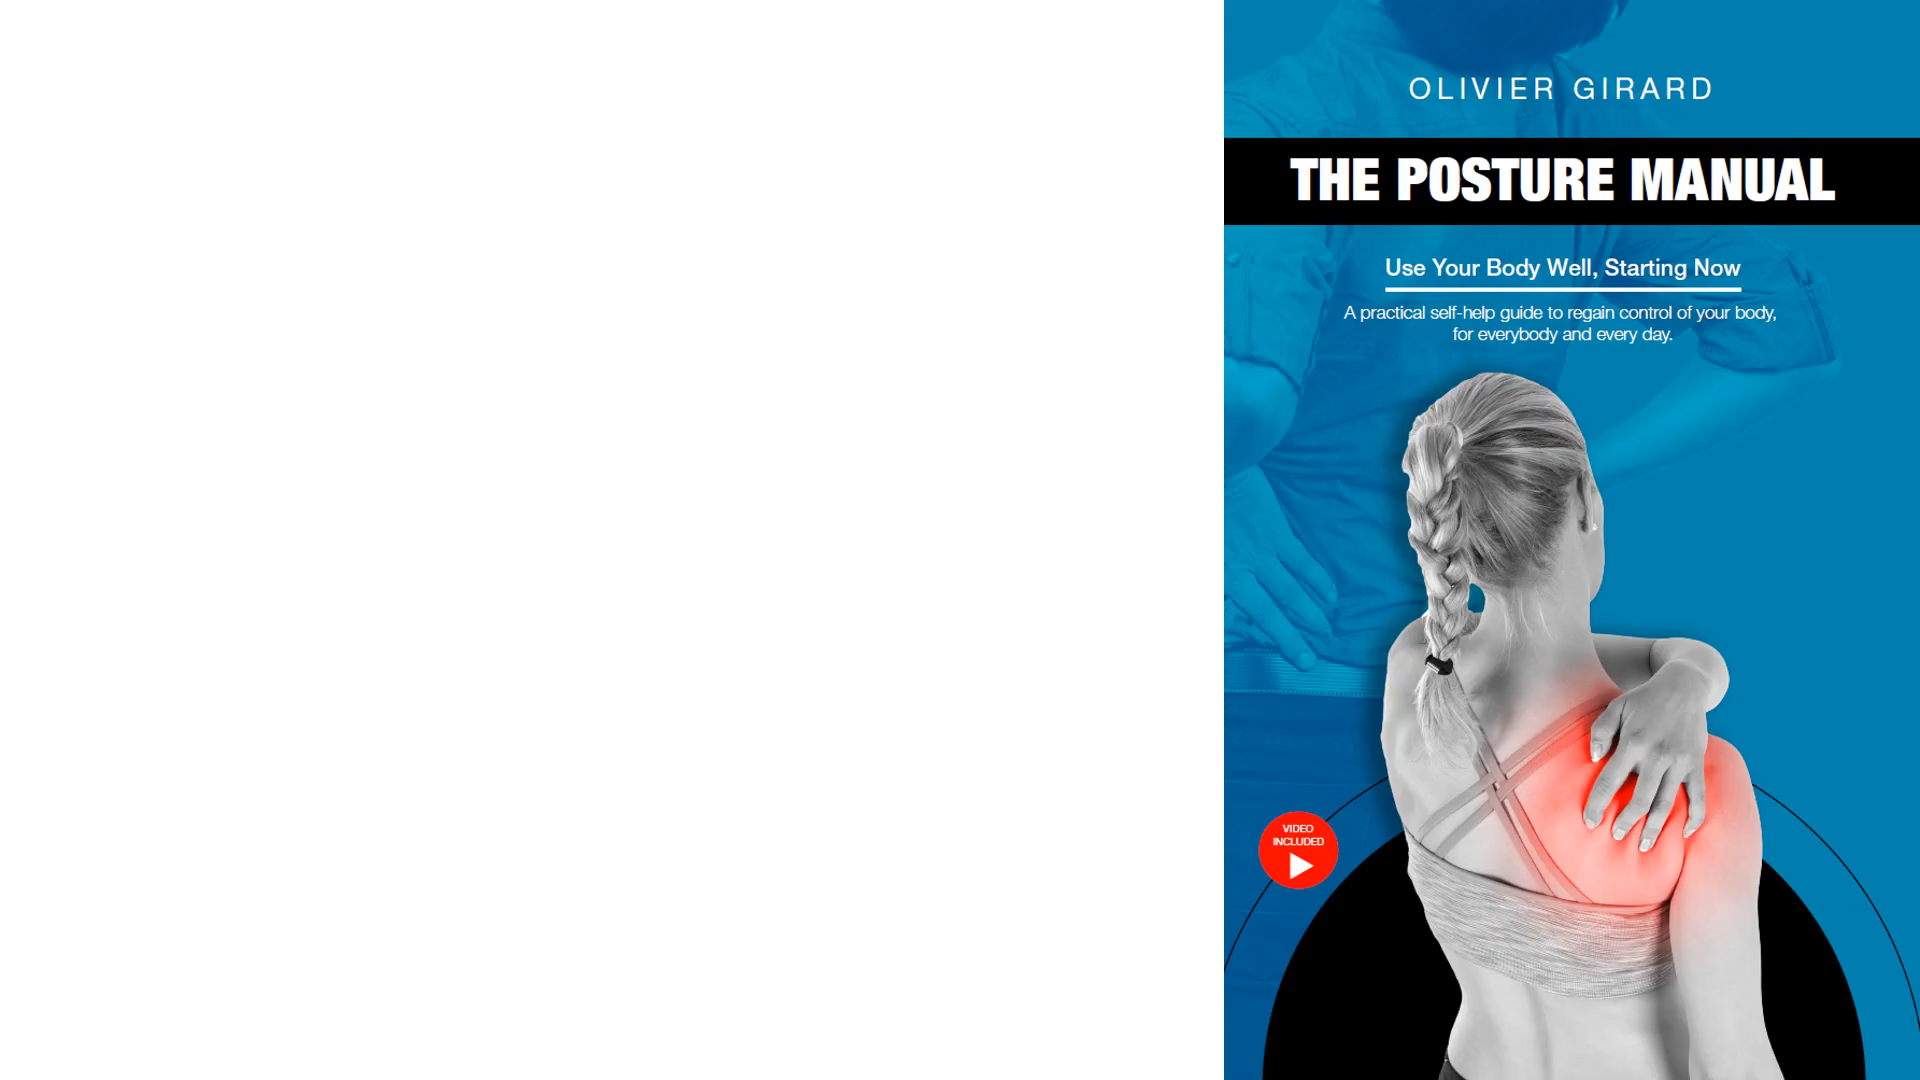 OLIVIER GIRARD
THE POSTURE MANUAL
Use Your Body Well, Starting Now
A practical self-help guide to regain control of your body,
for everybody and every day.
VIDEO
INCLUDED